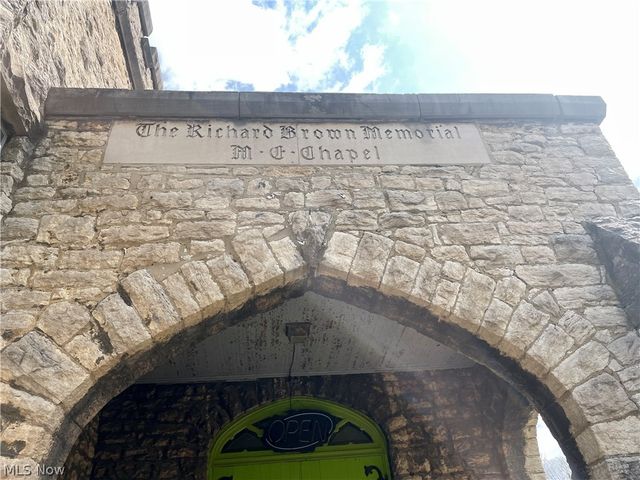 The Richard Brown Memorial
M·E·Chapel
OPEN
MLS Now